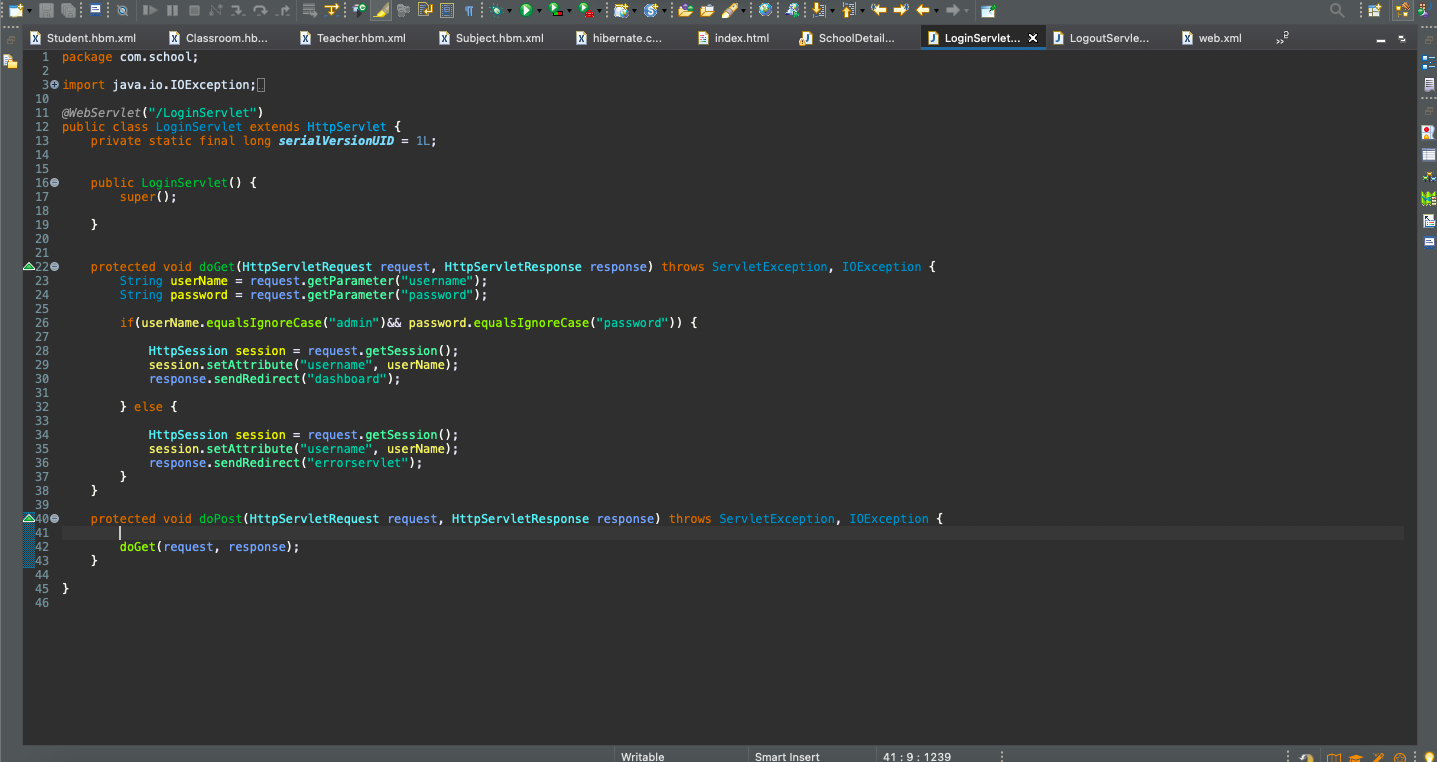 Student.hbm.xml Classroom.hb... Teacher.hbm.xml Subject.hbm.xml hibernate.c... index.html SchoolDetail... LoginServlet... LogoutServle... web.xml »2
1 package com.school;
2
3 import java.io.IOException;
10
11 @WebServlet("/LoginServlet")
12 public class LoginServlet extends HttpServlet {
13     private static final long serialVersionUID = 1L;
14
15
16     public LoginServlet() {
17         super();
18
19     }
20
21
22     protected void doGet(HttpServletRequest request, HttpServletResponse response) throws ServletException, IOException {
23         String userName = request.getParameter("username");
24         String password = request.getParameter("password");
25
26         if(userName.equalsIgnoreCase("admin")&& password.equalsIgnoreCase("password")) {
27
28             HttpSession session = request.getSession();
29             session.setAttribute("username", userName);
30             response.sendRedirect("dashboard");
31
32         } else {
33
34             HttpSession session = request.getSession();
35             session.setAttribute("username", userName);
36             response.sendRedirect("errorservlet");
37         }
38     }
39
40     protected void doPost(HttpServletRequest request, HttpServletResponse response) throws ServletException, IOException {
41
42         doGet(request, response);
43     }
44
45 }
46
Writable Smart Insert 41 : 9 : 1239